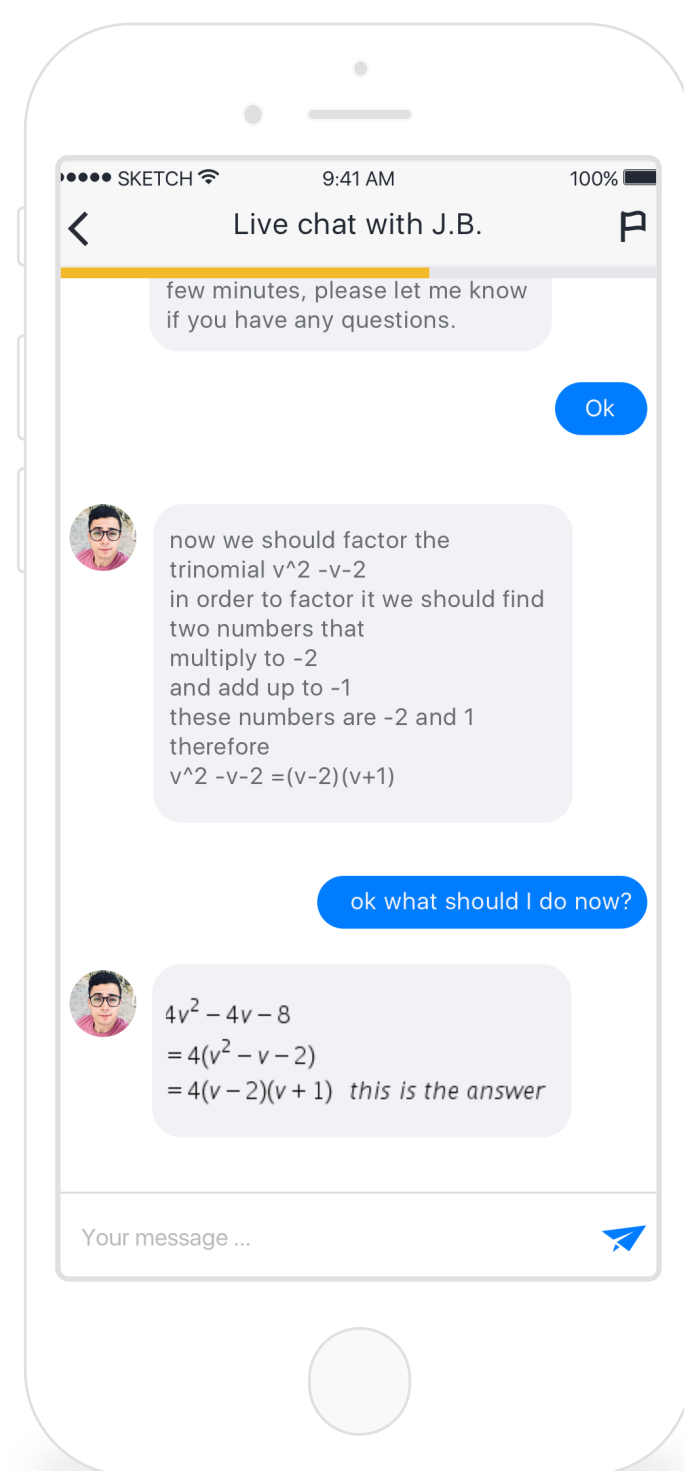 SKETCH 9:41 AM 100%
Live chat with J.B.
few minutes, please let me know
if you have any questions.
Ok
now we should factor the
trinomial v^2 -v-2
in order to factor it we should find
two numbers that
multiply to -2
and add up to -1
these numbers are -2 and 1
therefore
v^2 -v-2 =(v-2)(v+1)
ok what should I do now?
4v² – 4v – 8
= 4(v² – v – 2)
= 4(v – 2)(v + 1) this is the answer
Your message ...